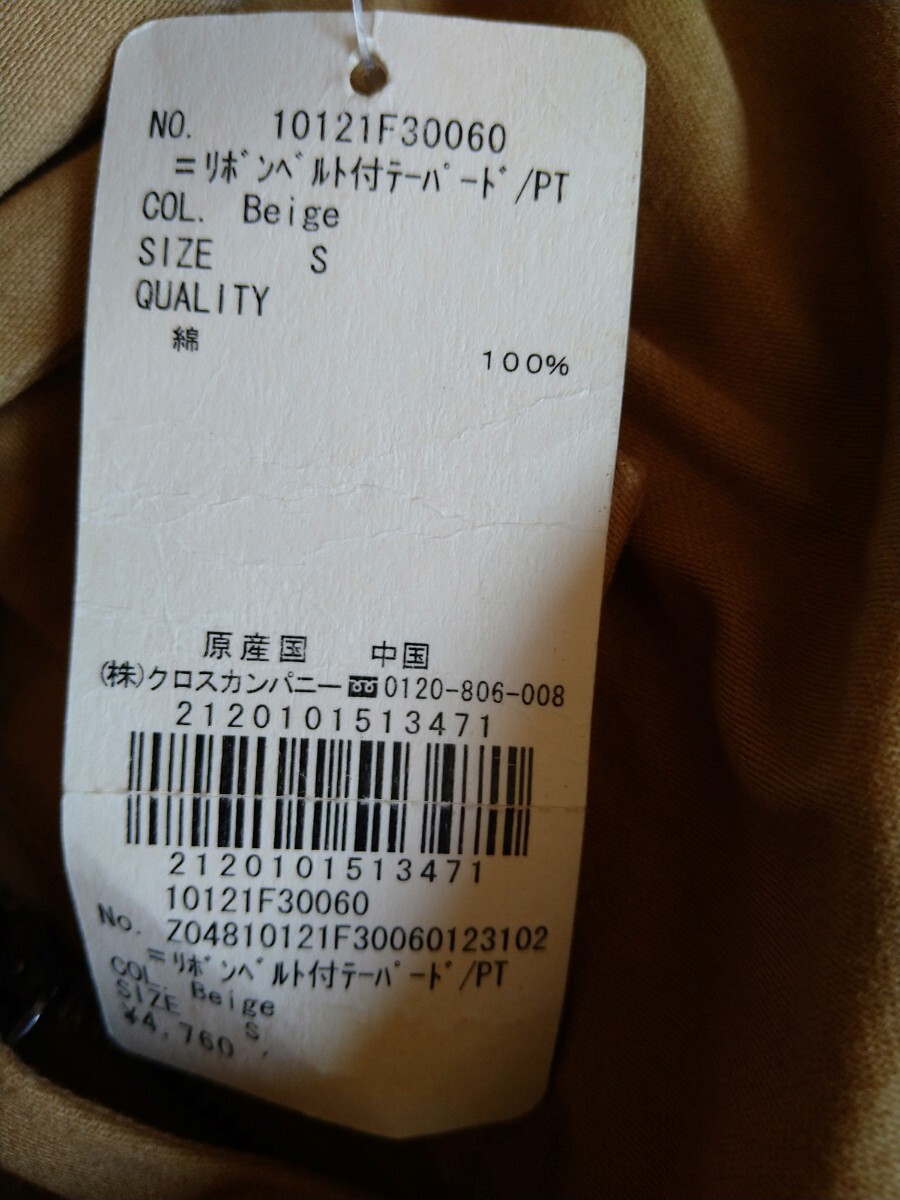 NO. 10121F30060
=ﾘﾎﾞﾝﾍﾞﾙﾄ付ﾃｰﾊﾟｰﾄﾞ/PT
COL. Beige
SIZE S
QUALITY
綿 100%
原産国 中国
(株)クロスカンパニー 0120-806-008
2120101513471
2120101513471
10121F30060
No. Z04810121F30060123102
=ﾘﾎﾞﾝﾍﾞﾙﾄ付ﾃｰﾊﾟｰﾄﾞ/PT
COL. Beige
SIZE S
¥4,760